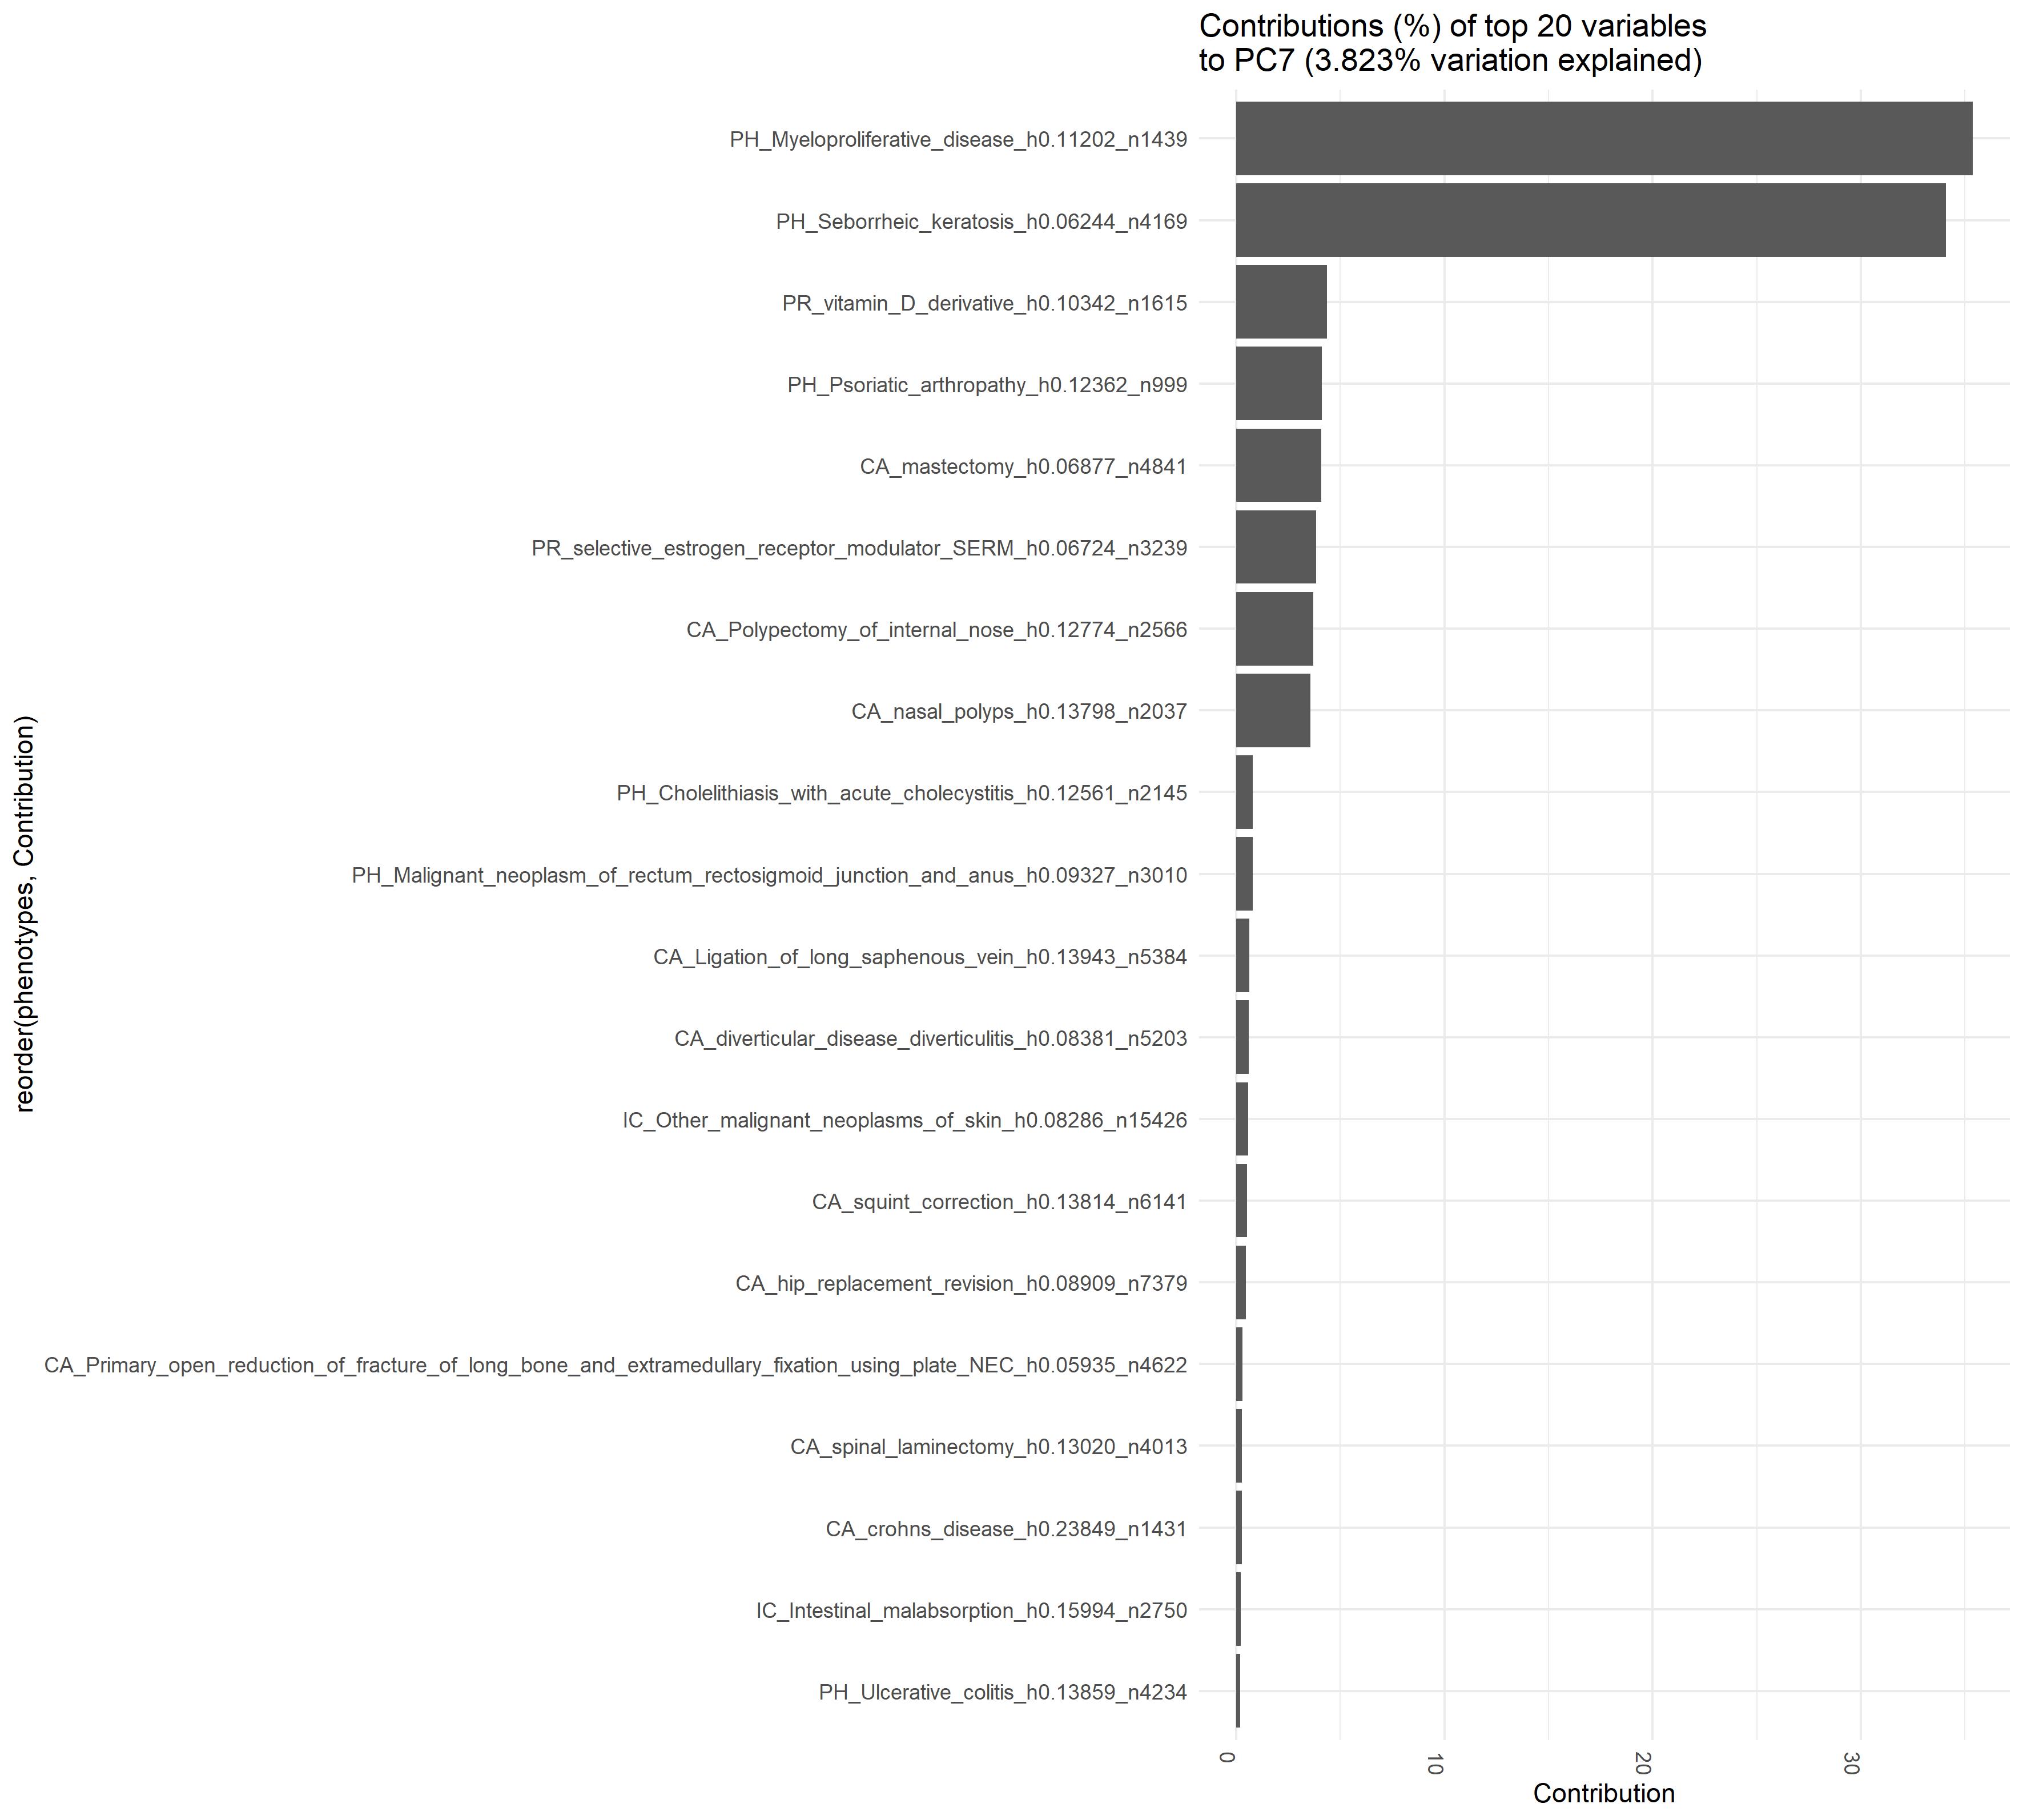 Contributions (%) of top 20 variables
to PC7 (3.823% variation explained)
PH_Myeloproliferative_disease_h0.11202_n1439
PH_Seborrheic_keratosis_h0.06244_n4169
PR_vitamin_D_derivative_h0.10342_n1615
PH_Psoriatic_arthropathy_h0.12362_n999
CA_mastectomy_h0.06877_n4841
PR_selective_estrogen_receptor_modulator_SERM_h0.06724_n3239
CA_Polypectomy_of_internal_nose_h0.12774_n2566
CA_nasal_polyps_h0.13798_n2037
PH_Cholelithiasis_with_acute_cholecystitis_h0.12561_n2145
PH_Malignant_neoplasm_of_rectum_rectosigmoid_junction_and_anus_h0.09327_n3010
CA_Ligation_of_long_saphenous_vein_h0.13943_n5384
CA_diverticular_disease_diverticulitis_h0.08381_n5203
IC_Other_malignant_neoplasms_of_skin_h0.08286_n15426
CA_squint_correction_h0.13814_n6141
CA_hip_replacement_revision_h0.08909_n7379
CA_Primary_open_reduction_of_fracture_of_long_bone_and_extramedullary_fixation_using_plate_NEC_h0.05935_n4622
CA_spinal_laminectomy_h0.13020_n4013
CA_crohns_disease_h0.23849_n1431
IC_Intestinal_malabsorption_h0.15994_n2750
PH_Ulcerative_colitis_h0.13859_n4234
reorder(phenotypes, Contribution)
0
10
20
30
Contribution